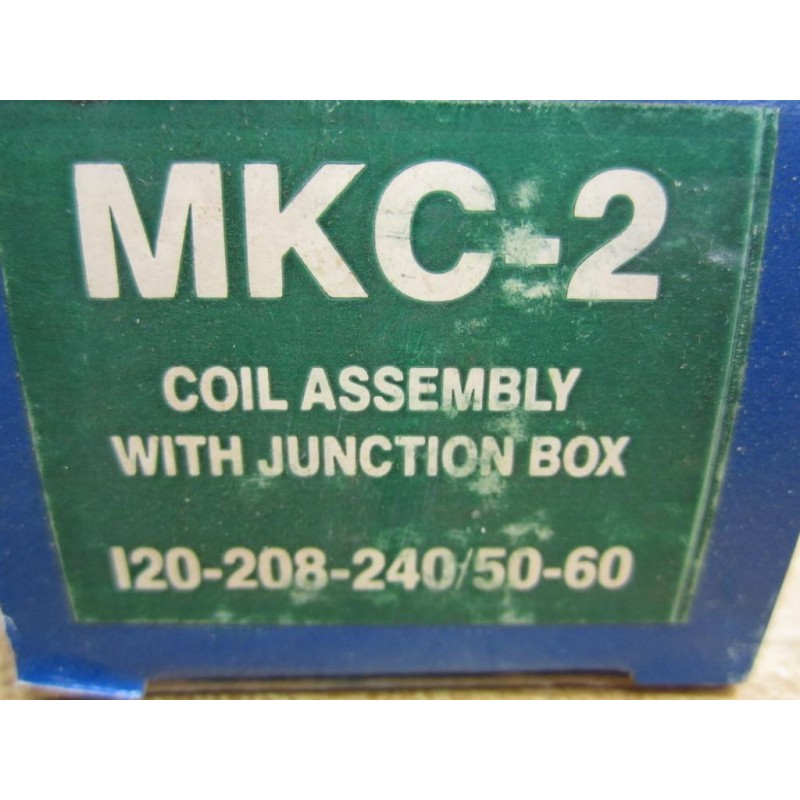 MKC-2
COIL ASSEMBLY
WITH JUNCTION BOX
120-208-240/50-60